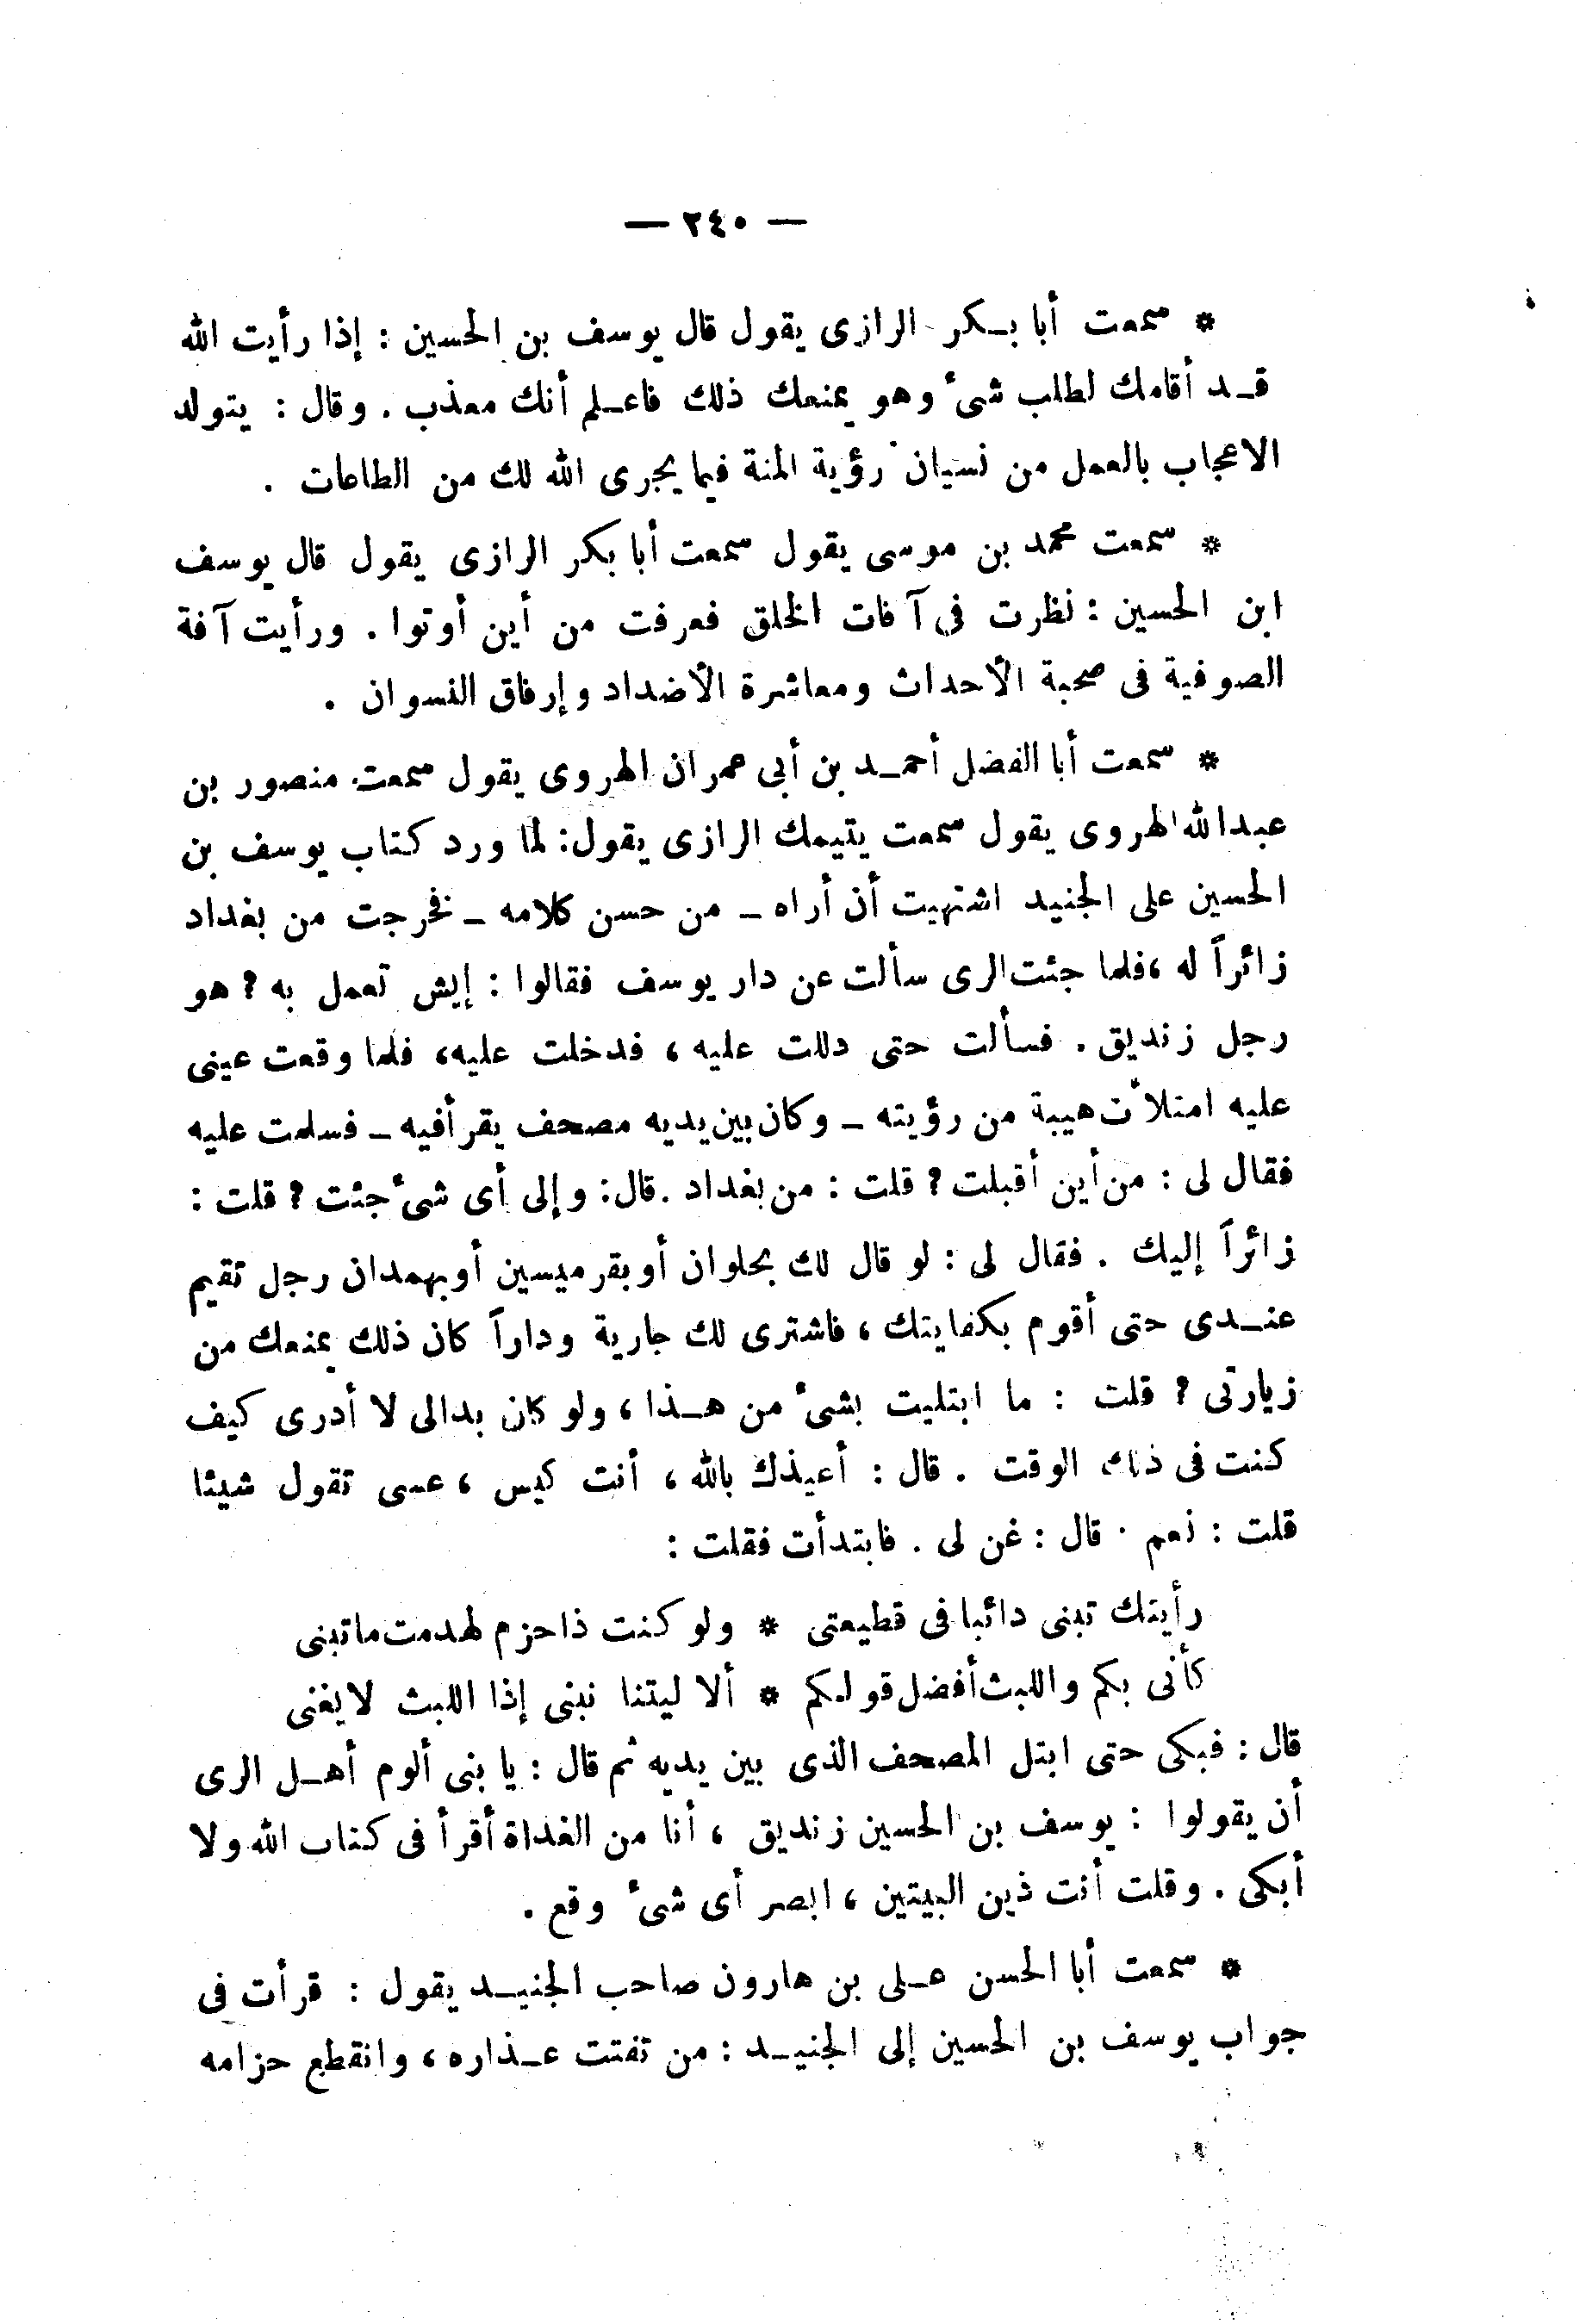 — ٢٤٠ —
* سمعت أبا بكر الرازى يقول قال يوسف بن الحسين : إذا رأيت الله
قد أقامك لطلب شىء وهو يمنعك ذلك فاعلم أنك معذب . وقال : يتولد
الاعجاب بالعمل من نسيان رؤية المنة فيما يجرى الله لك من الطاعات .
* سمعت محمد بن موسى يقول سمعت أبا بكر الرازى يقول قال يوسف
ابن الحسين : نظرت فى آفات الخلق فعرفت من أين أوتوا . ورأيت آفة
الصوفية فى صحبة الأحداث ومعاشرة الأضداد وإرفاق النسوان .
* سمعت أبا الفضل أحمد بن أبى عمران الهروى يقول سمعت منصور بن
عبدالله الهروى يقول سمعت يتيمك الرازى يقول : لما ورد كتاب يوسف بن
الحسين على الجنيد اشتهيت أن أراه - من حسن كلامه - فخرجت من بغداد
زائراً له ، فلما جئت الرى سألت عن دار يوسف فقالوا : إيش تعمل به ؟ هو
رجل زنديق . فسألت حتى دللت عليه ، فدخلت عليه ، فلما وقعت عينى
عليه امتلأت هيبة من رؤيته - وكان بين يديه مصحف يقرأ فيه - فسلمت عليه
فقال لى : من أين أقبلت ؟ قلت : من بغداد . قال : وإلى أى شىء جئت ؟ قلت :
زائراً إليك . فقال لى : لو قال لك بحلوان أو بقرميسين أو بهمدان رجل تقيم
عندى حتى أقوم بكفايتك ، فاشترى لك جارية وداراً كان ذلك يمنعك من
زيارتى ؟ قلت : ما ابتليت بشىء من هذا ، ولو كان بدالى لا أدرى كيف
كنت فى ذلك الوقت . قال : أعيذك بالله ، أنت كيس ، عسى تقول شيئا
قلت : نعم . قال : غن لى . فابتدأت فقلت :
رأيتك تبنى دائبا فى قطيعتى * ولو كنت ذا حزم لهدمت ما تبنى
كأنى بكم والليث أفضل قولكم * ألا ليتنا نبنى إذا الليث لا يغنى
قال : فبكى حتى ابتل المصحف الذى بين يديه ثم قال : يا بنى ألوم أهل الرى
أن يقولوا : يوسف بن الحسين زنديق ، أنا من الغداة أقرأ فى كتاب الله ولا
أبكى . وقلت أنت ذين البيتين ، ابصر أى شىء وقع .
* سمعت أبا الحسن على بن هارون صاحب الجنيد يقول : قرأت فى
جواب يوسف بن الحسين إلى الجنيد : من تفتت عذاره ، وانقطع حزامه